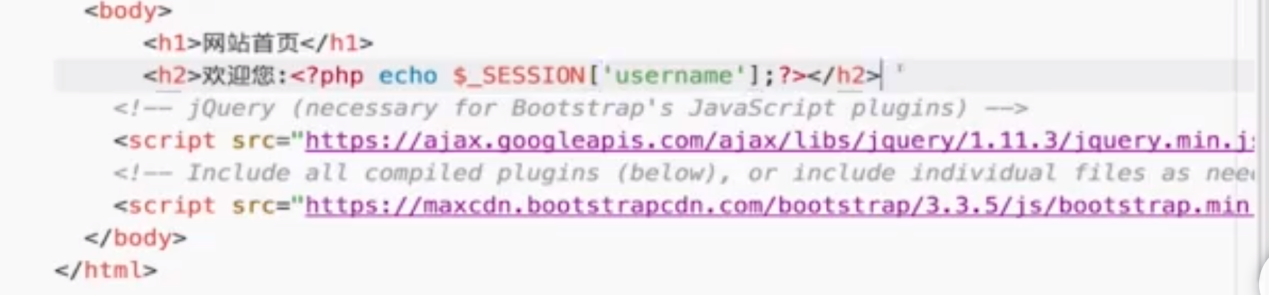 <body>
<h1>网站首页</h1>
<h2>欢迎您:<?php echo $_SESSION['username'];?></h2>
<!-- jQuery (necessary for Bootstrap's JavaScript plugins) -->
<script src="https://ajax.googleapis.com/ajax/libs/jquery/1.11.3/jquery.min.j
<!-- Include all compiled plugins (below), or include individual files as nee
<script src="https://maxcdn.bootstrapcdn.com/bootstrap/3.3.5/js/bootstrap.min
</body>
</html>